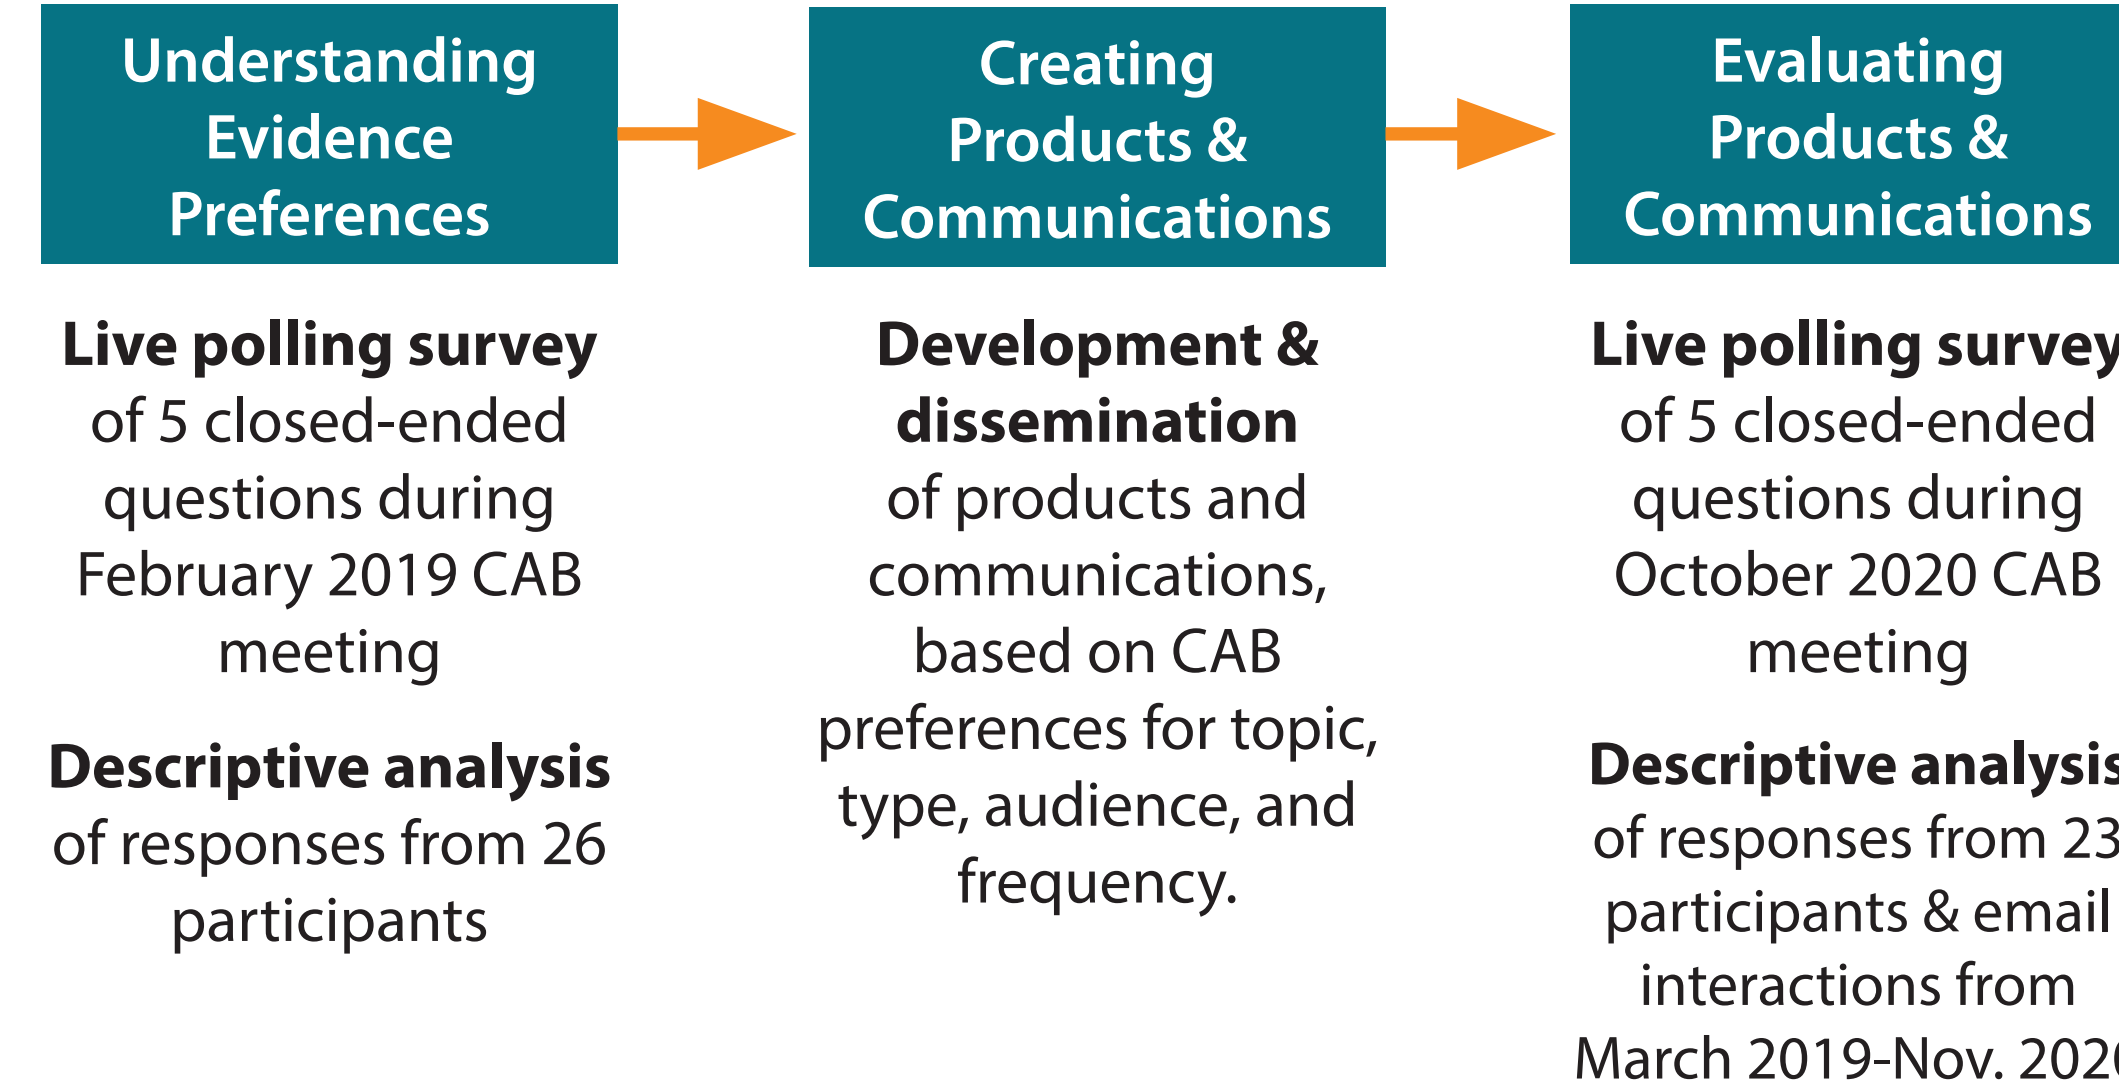 Understanding
Evidence
Preferences
Live polling survey
of 5 closed-ended
questions during
February 2019 CAB
meeting
Descriptive analysis
of responses from 26
participants
Creating
Products &
Communications
Development &
dissemination
of products and
communications,
based on CAB
preferences for topic,
type, audience, and
frequency.
Evaluating
Products &
Communications
Live polling survey
of 5 closed-ended
questions during
October 2020 CAB
meeting
Descriptive analysis
of responses from 23
participants & email
interactions from
March 2019-Nov. 2020